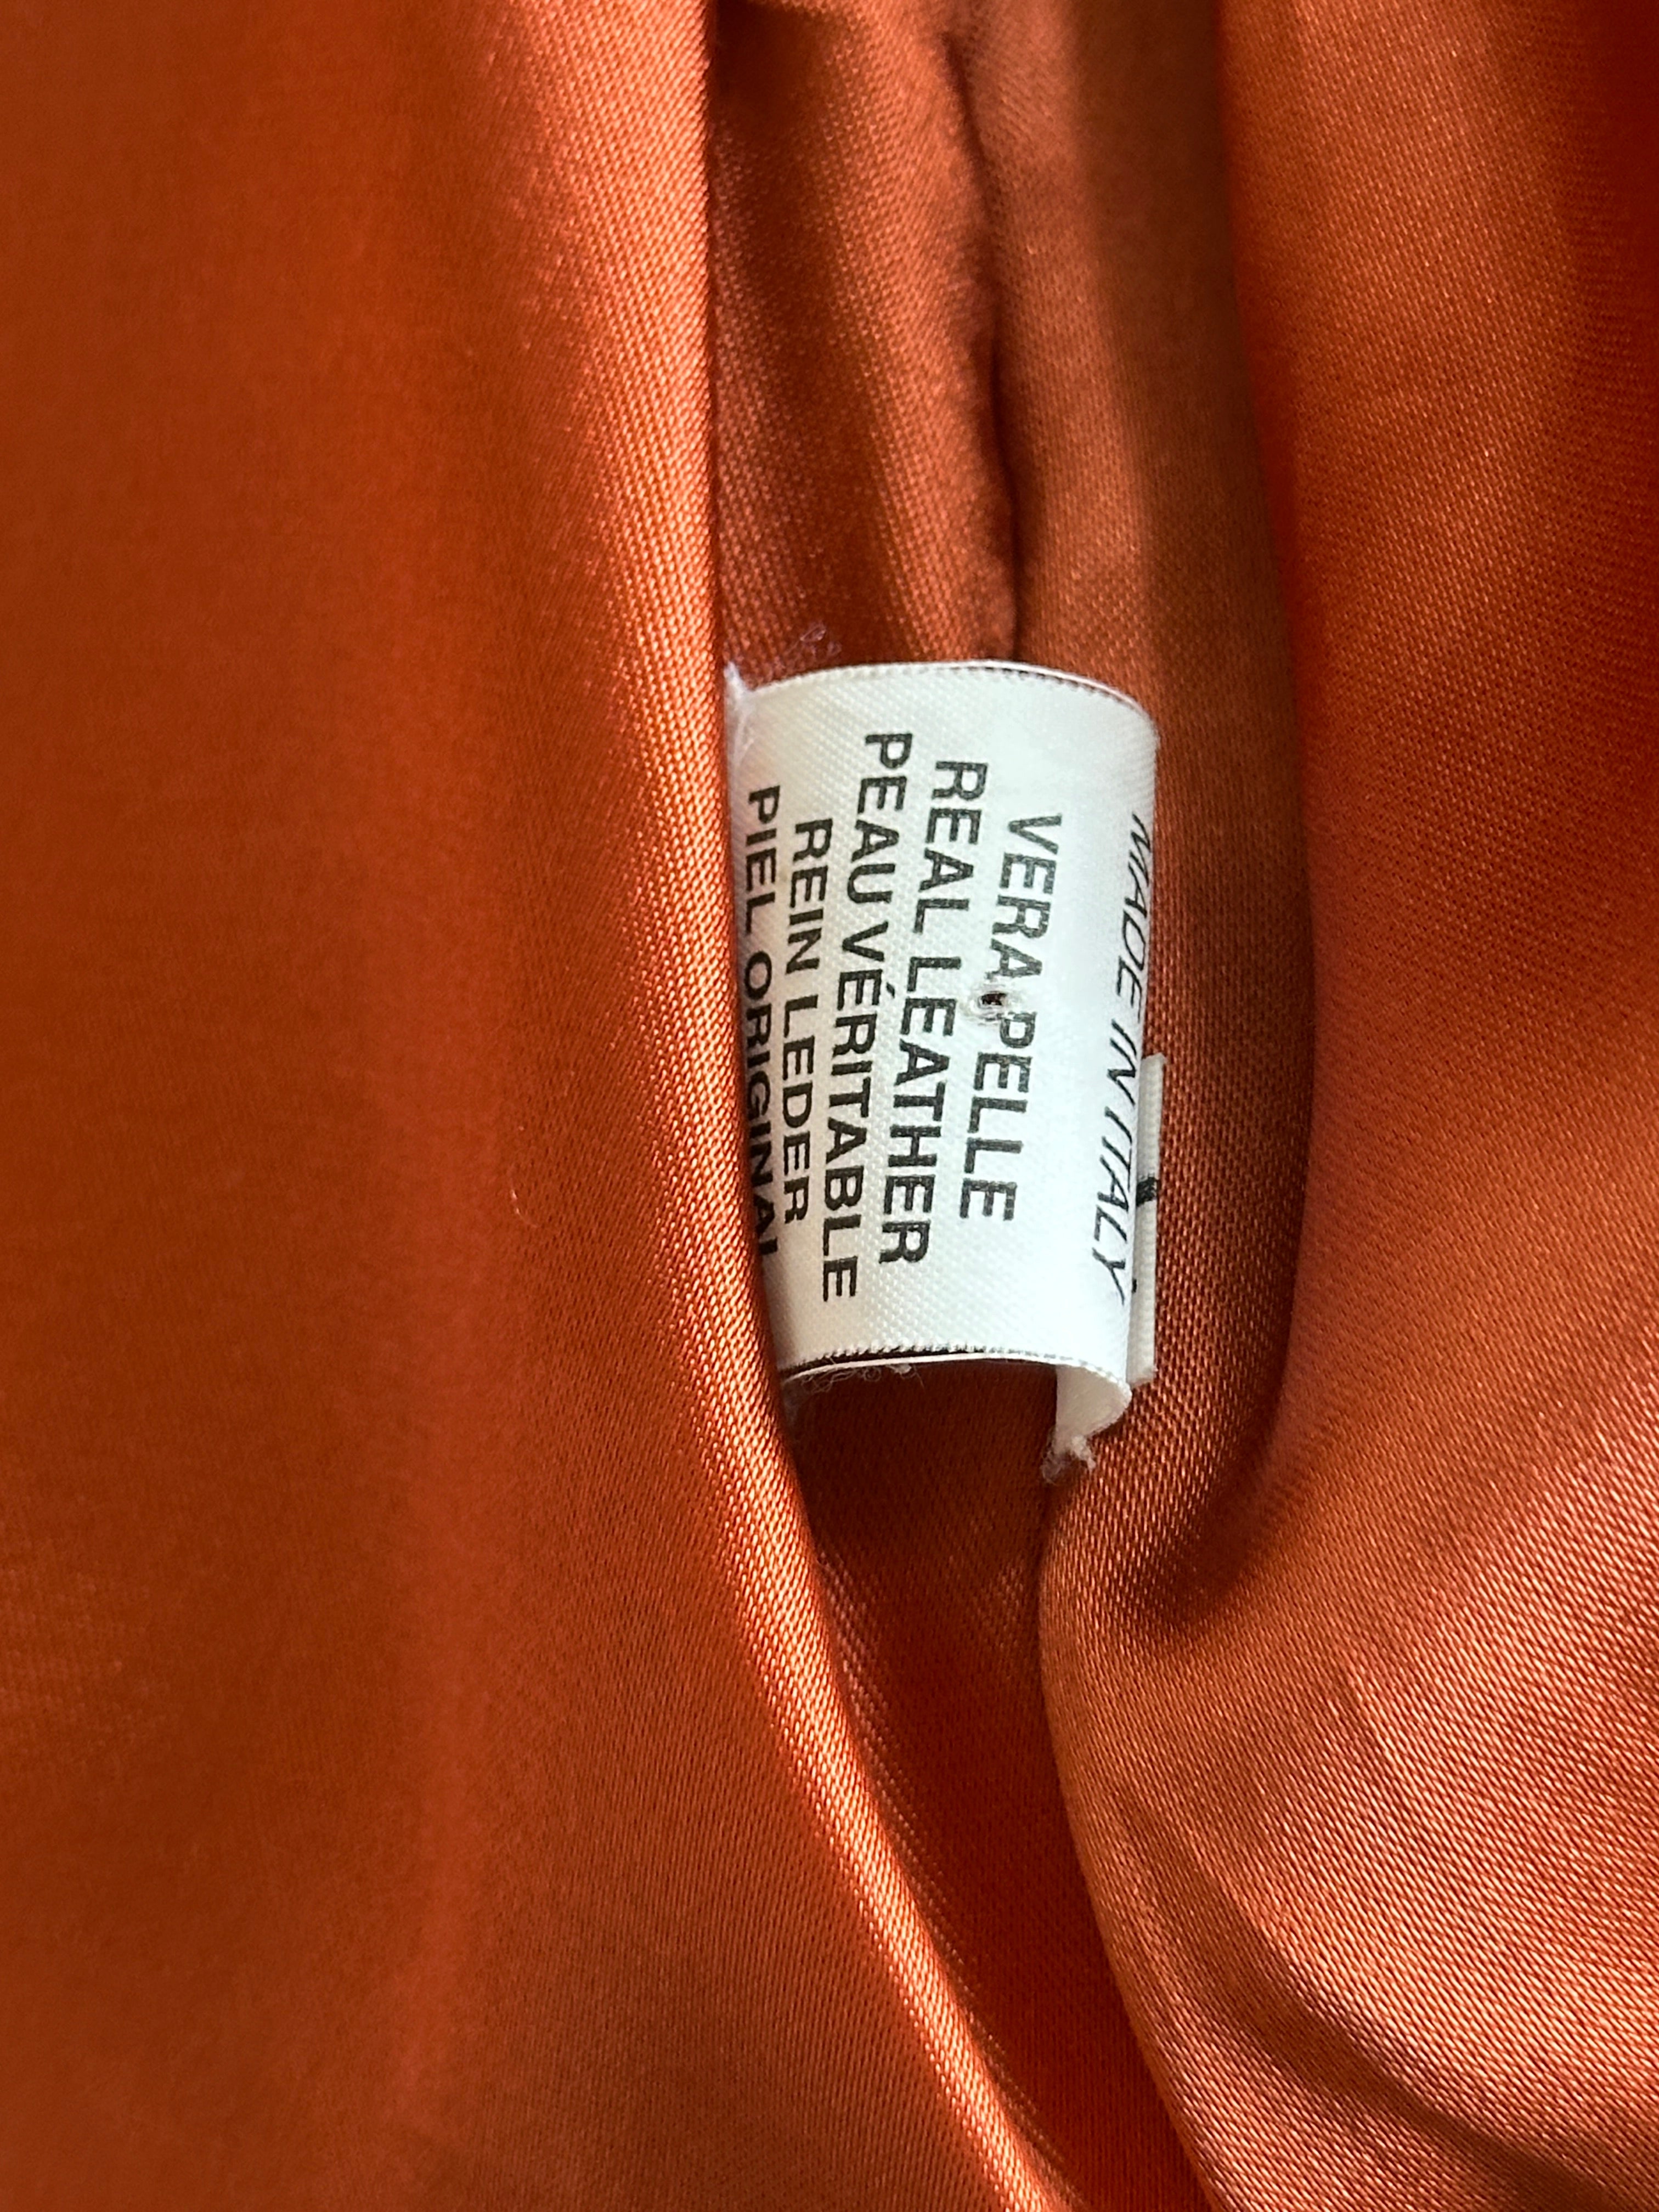 MADE IN ITALY
VERA PELLE
REAL LEATHER
PEAU VÉRITABLE
REIN LEDER
PIEL ORIGINAL